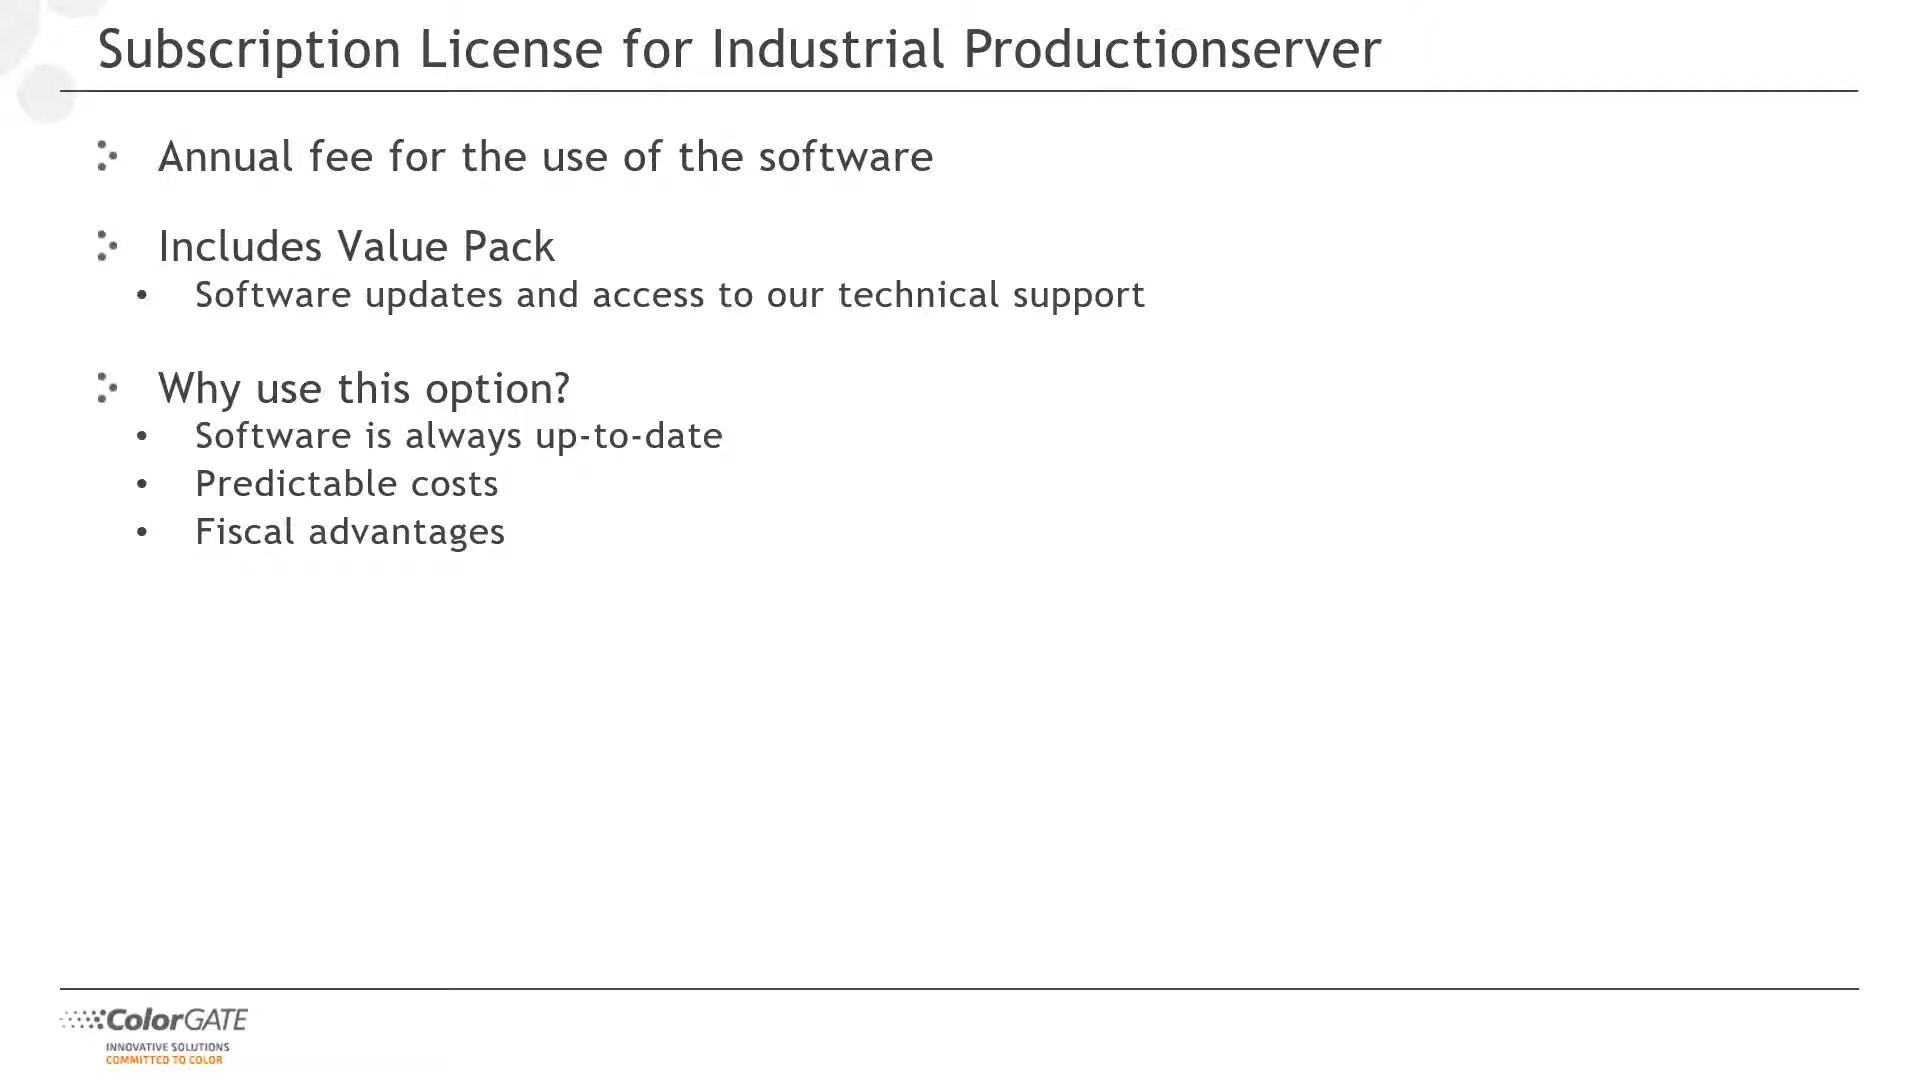 Subscription License for Industrial Productionserver
Annual fee for the use of the software
Includes Value Pack
• Software updates and access to our technical support
Why use this option?
• Software is always up-to-date
• Predictable costs
• Fiscal advantages
ColorGATE
INNOVATIVE SOLUTIONS
COMMITTED TO COLOR